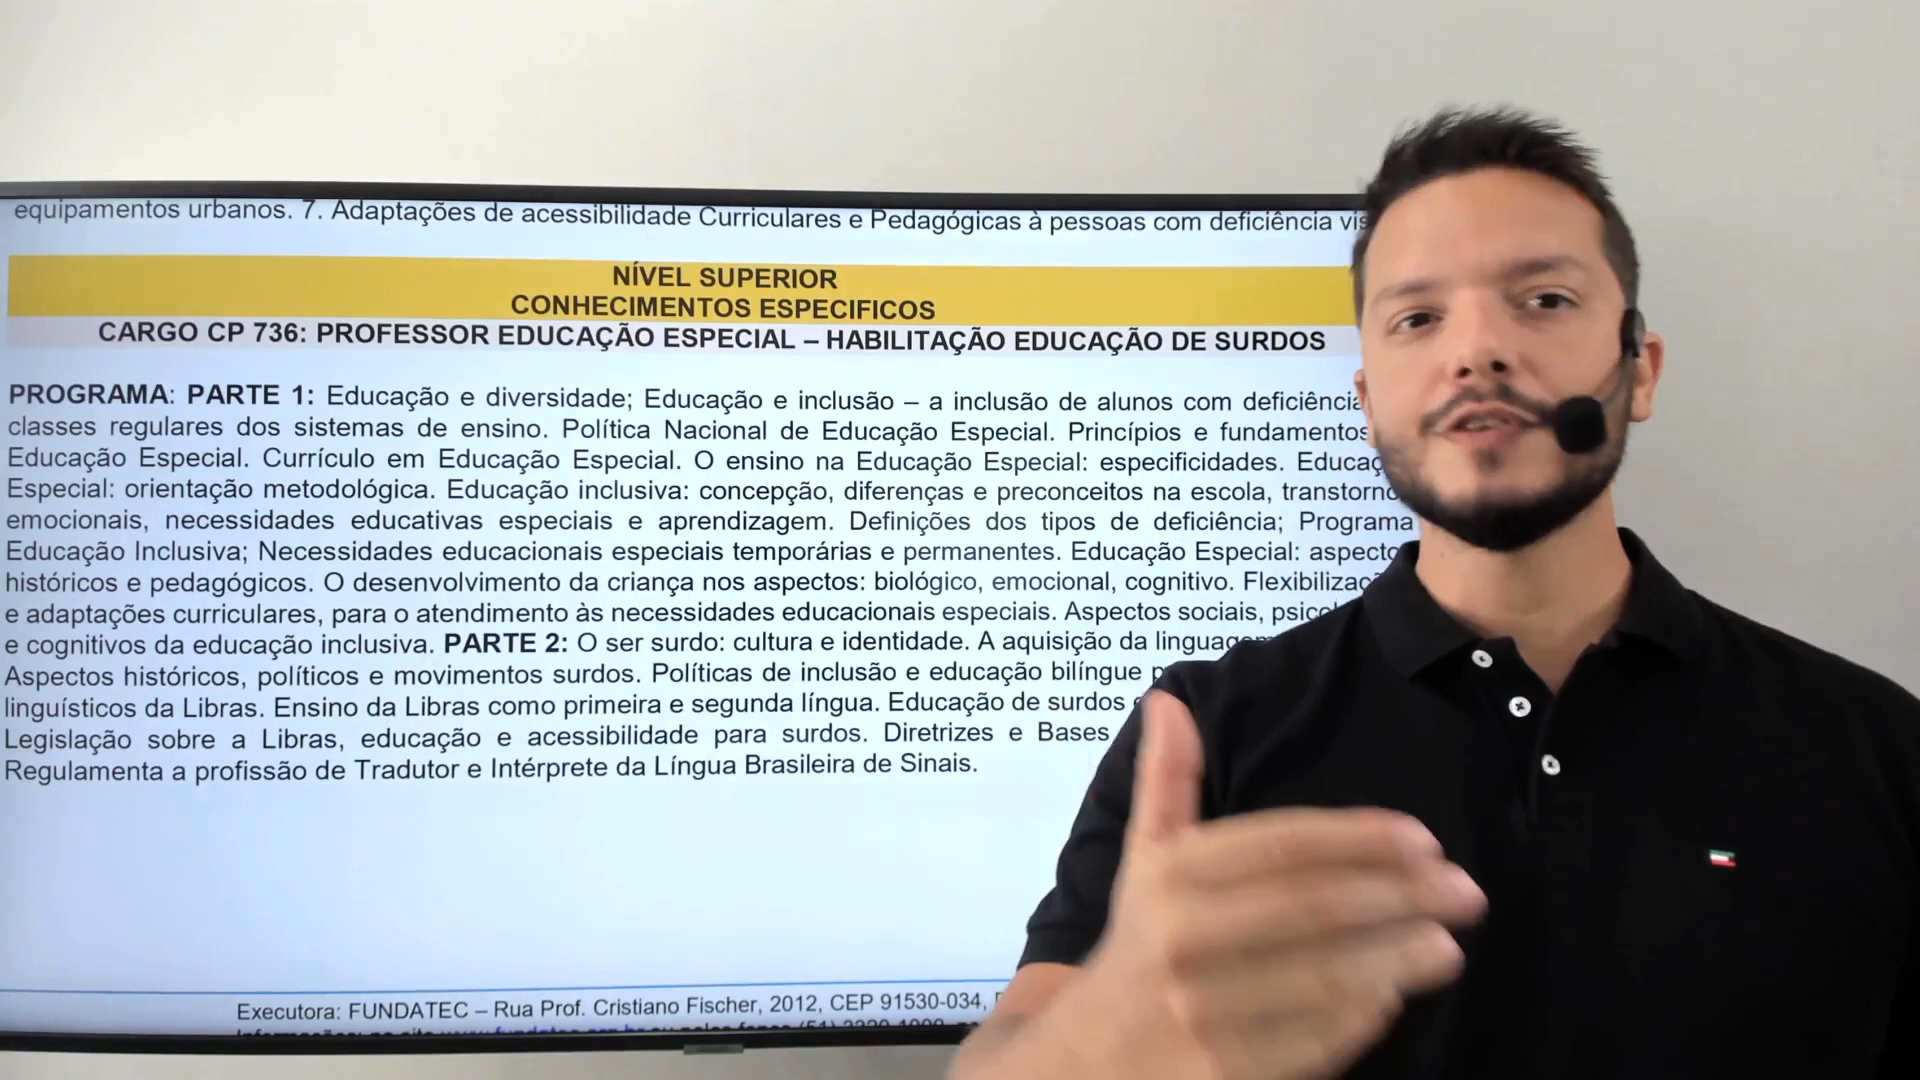 equipamentos urbanos. 7. Adaptações de acessibilidade Curriculares e Pedagógicas à pessoas com deficiência
NÍVEL SUPERIOR
CONHECIMENTOS ESPECIFICOS
CARGO CP 736: PROFESSOR EDUCAÇÃO ESPECIAL – HABILITAÇÃO EDUCAÇÃO DE SURDOS
PROGRAMA: PARTE 1: Educação e diversidade; Educação e inclusão – a inclusão de alunos com deficiência
classes regulares dos sistemas de ensino. Política Nacional de Educação Especial. Princípios e fundamentos
Educação Especial. Currículo em Educação Especial. O ensino na Educação Especial: especificidades.
Especial: orientação metodológica. Educação inclusiva: concepção, diferenças e preconceitos na escola,
emocionais, necessidades educativas especiais e aprendizagem. Definições dos tipos de deficiência; Programa
Educação Inclusiva; Necessidades educacionais especiais temporárias e permanentes. Educação Especial:
históricos e pedagógicos. O desenvolvimento da criança nos aspectos: biológico, emocional, cognitivo.
e adaptações curriculares, para o atendimento às necessidades educacionais especiais. Aspectos sociais,
e cognitivos da educação inclusiva. PARTE 2: O ser surdo: cultura e identidade. A aquisição da
Aspectos históricos, políticos e movimentos surdos. Políticas de inclusão e educação bilíngue
linguísticos da Libras. Ensino da Libras como primeira e segunda língua. Educação de surdos
Legislação sobre a Libras, educação e acessibilidade para surdos. Diretrizes e Bases
Regulamenta a profissão de Tradutor e Intérprete da Língua Brasileira de Sinais.
Executora: FUNDATEC – Rua Prof. Cristiano Fischer, 2012, CEP 91530-034,